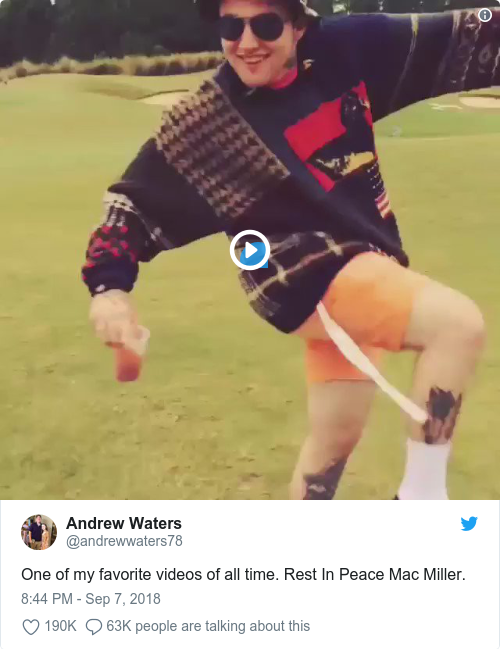 Andrew Waters
@andrewwaters78
One of my favorite videos of all time. Rest In Peace Mac Miller.
8:44 PM - Sep 7, 2018
190K 63K people are talking about this